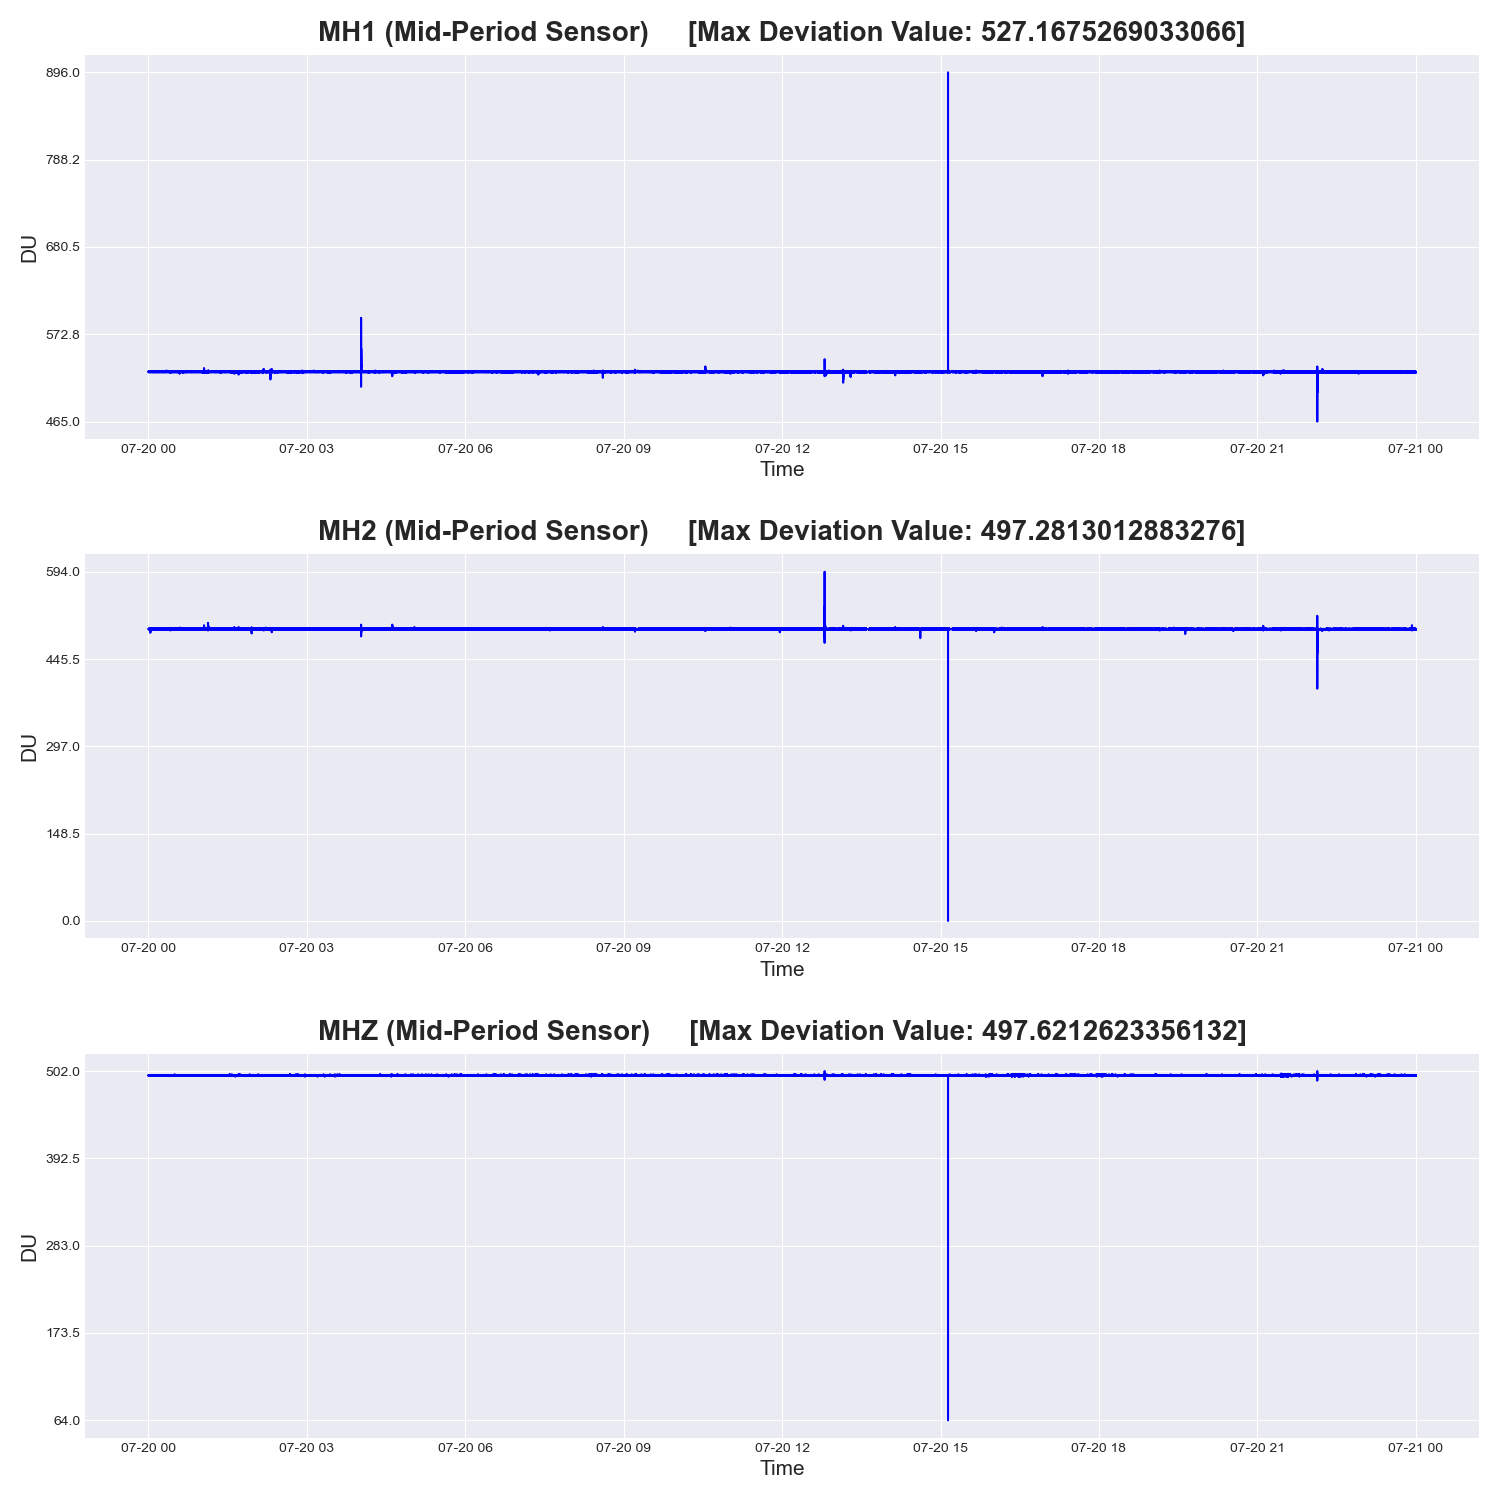 MH1 (Mid-Period Sensor)     [Max Deviation Value: 527.1675269033066]
896.0
788.2
680.5
572.8
465.0
DU
07-20 00 07-20 03 07-20 06 07-20 09 07-20 12 07-20 15 07-20 18 07-20 21 07-21 00
Time
MH2 (Mid-Period Sensor)     [Max Deviation Value: 497.2813012883276]
594.0
445.5
297.0
148.5
0.0
DU
07-20 00 07-20 03 07-20 06 07-20 09 07-20 12 07-20 15 07-20 18 07-20 21 07-21 00
Time
MHZ (Mid-Period Sensor)     [Max Deviation Value: 497.6212623356132]
502.0
392.5
283.0
173.5
64.0
DU
07-20 00 07-20 03 07-20 06 07-20 09 07-20 12 07-20 15 07-20 18 07-20 21 07-21 00
Time